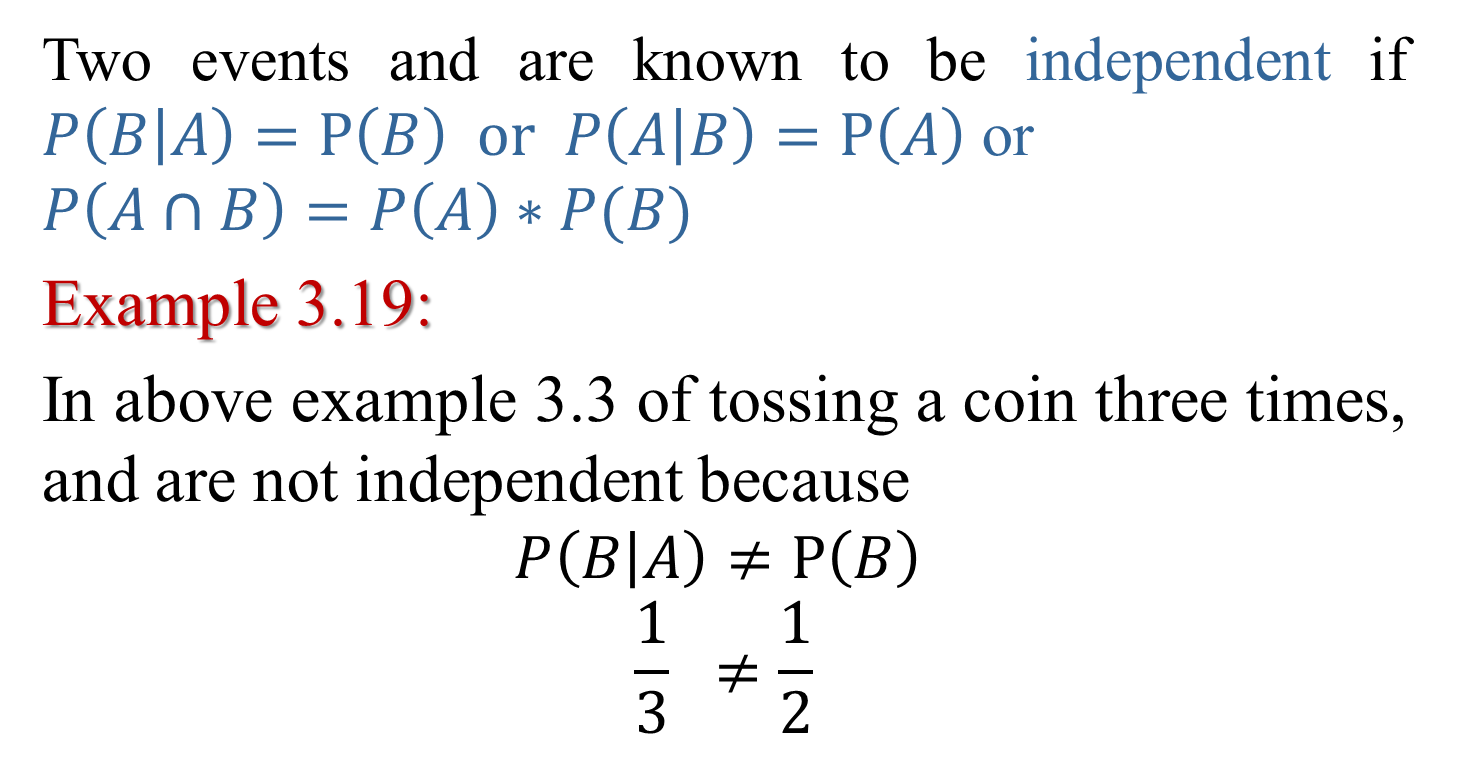 Two events and are known to be independent if
P(B|A) = P(B) or P(A|B) = P(A) or
P(A ∩ B) = P(A) ∗ P(B)
Example 3.19:
In above example 3.3 of tossing a coin three times,
and are not independent because
P(B|A) ≠ P(B)
1/3 ≠ 1/2